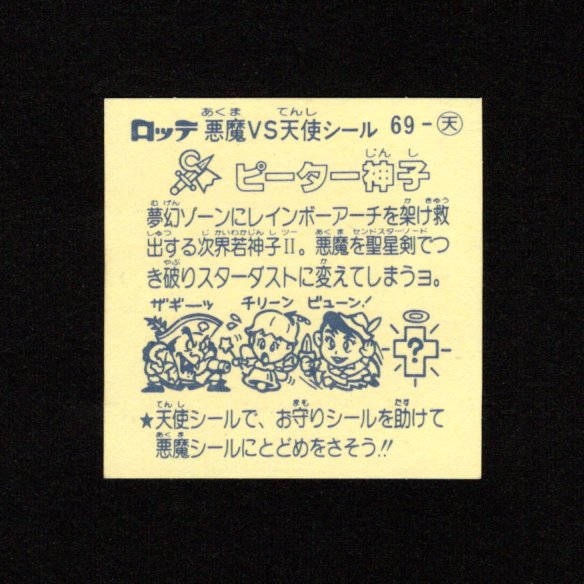 ロッテ 悪魔VS天使シール 69-天
ピーター神子
夢幻ゾーンにレインボーアーチを架け救
出する次界若神子Ⅱ。悪魔を聖星剣でつ
き破りスターダストに変えてしまうヨ。
ザギーッ チリーン ビューン!
?
★天使シールで、お守りシールを助けて
悪魔シールにとどめをさそう!!